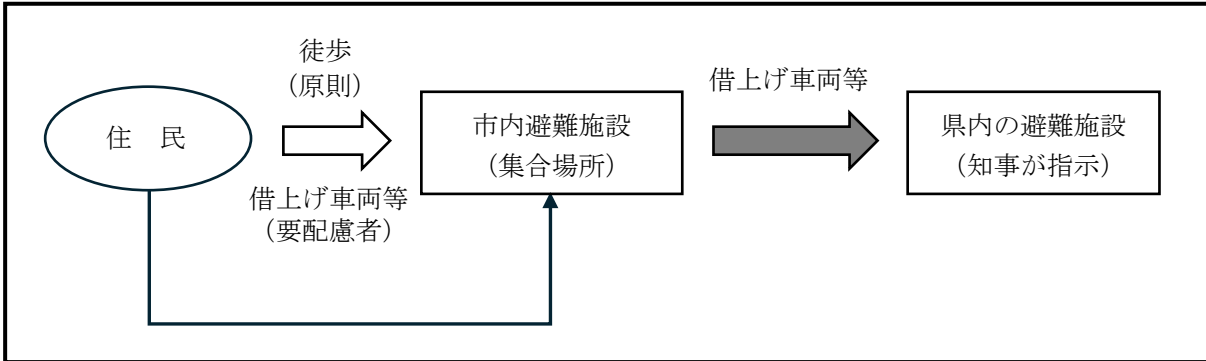 徒歩
（原則）
住　民
借上げ車両等
（要配慮者）
市内避難施設
（集合場所）
借上げ車両等
県内の避難施設
（知事が指示）